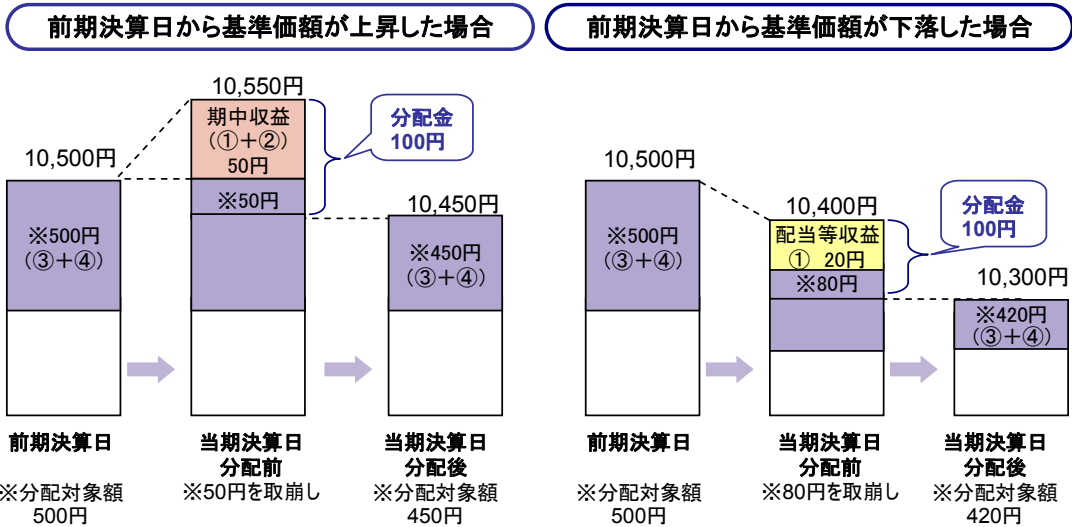 前期決算日から基準価額が上昇した場合
10,550円
期中収益
(①+②)
50円
分配金
100円
10,500円
※50円
10,450円
※500円
(③+④)
※450円
(③+④)
前期決算日
当期決算日
分配前
当期決算日
分配後
※分配対象額
500円
※50円を取崩し
※分配対象額
450円
前期決算日から基準価額が下落した場合
10,500円
10,400円
分配金
100円
※500円
(③+④)
配当等収益
① 20円
※80円
10,300円
※420円
(③+④)
前期決算日
当期決算日
分配前
当期決算日
分配後
※分配対象額
500円
※80円を取崩し
※分配対象額
420円